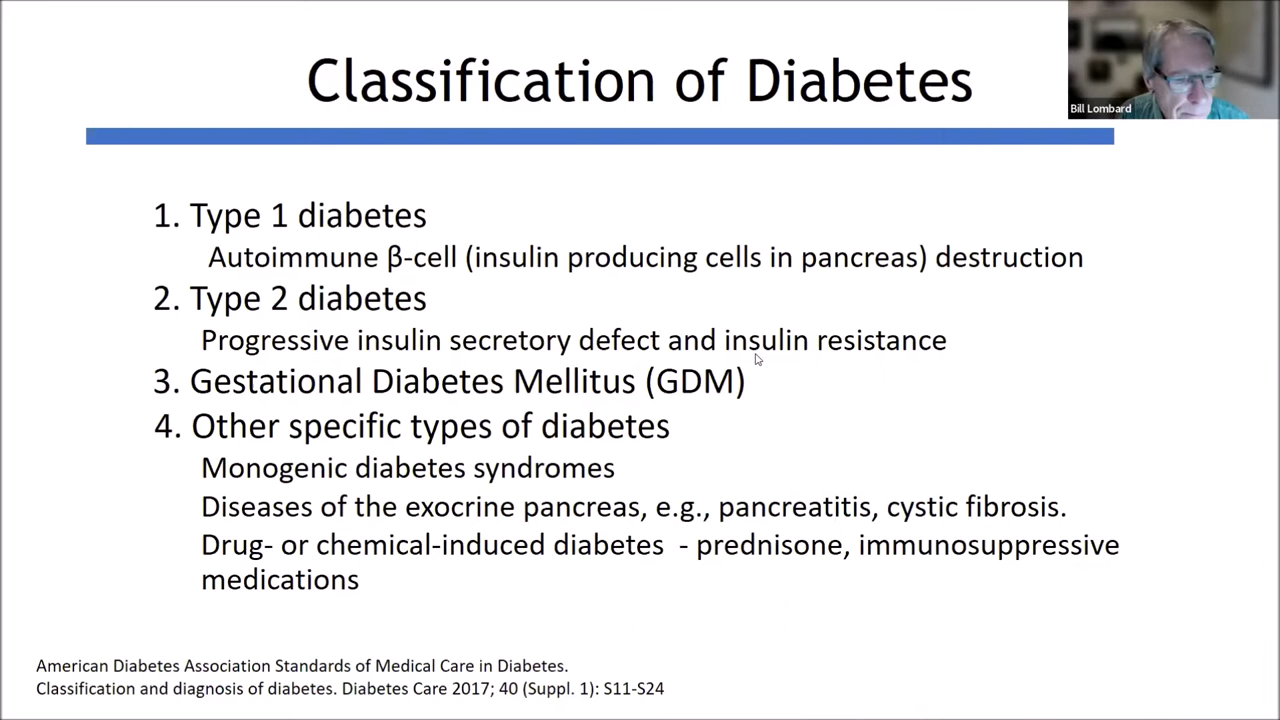 Classification of Diabetes
Bill Lombard
1. Type 1 diabetes
Autoimmune β-cell (insulin producing cells in pancreas) destruction
2. Type 2 diabetes
Progressive insulin secretory defect and insulin resistance
3. Gestational Diabetes Mellitus (GDM)
4. Other specific types of diabetes
Monogenic diabetes syndromes
Diseases of the exocrine pancreas, e.g., pancreatitis, cystic fibrosis.
Drug- or chemical-induced diabetes - prednisone, immunosuppressive
medications
American Diabetes Association Standards of Medical Care in Diabetes.
Classification and diagnosis of diabetes. Diabetes Care 2017; 40 (Suppl. 1): S11-S24